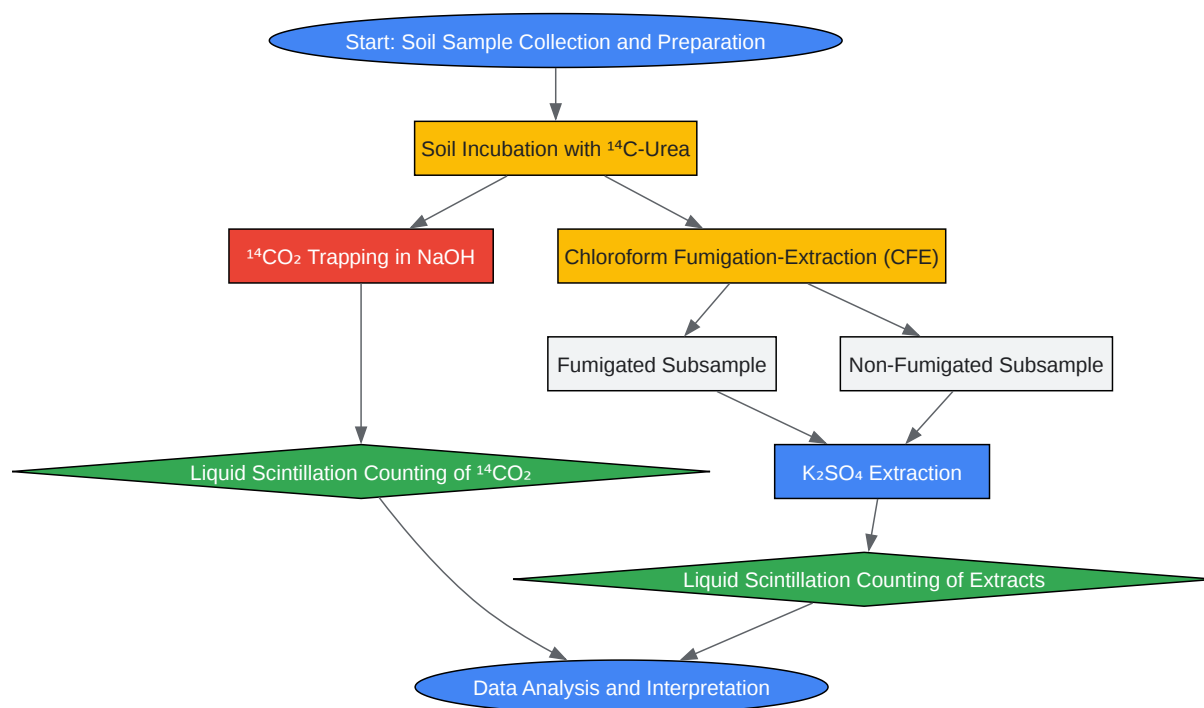 Start: Soil Sample Collection and Preparation
Soil Incubation with ¹⁴C-Urea
¹⁴CO₂ Trapping in NaOH
Chloroform Fumigation-Extraction (CFE)
Fumigated Subsample
Non-Fumigated Subsample
Liquid Scintillation Counting of ¹⁴CO₂
K₂SO₄ Extraction
Liquid Scintillation Counting of Extracts
Data Analysis and Interpretation